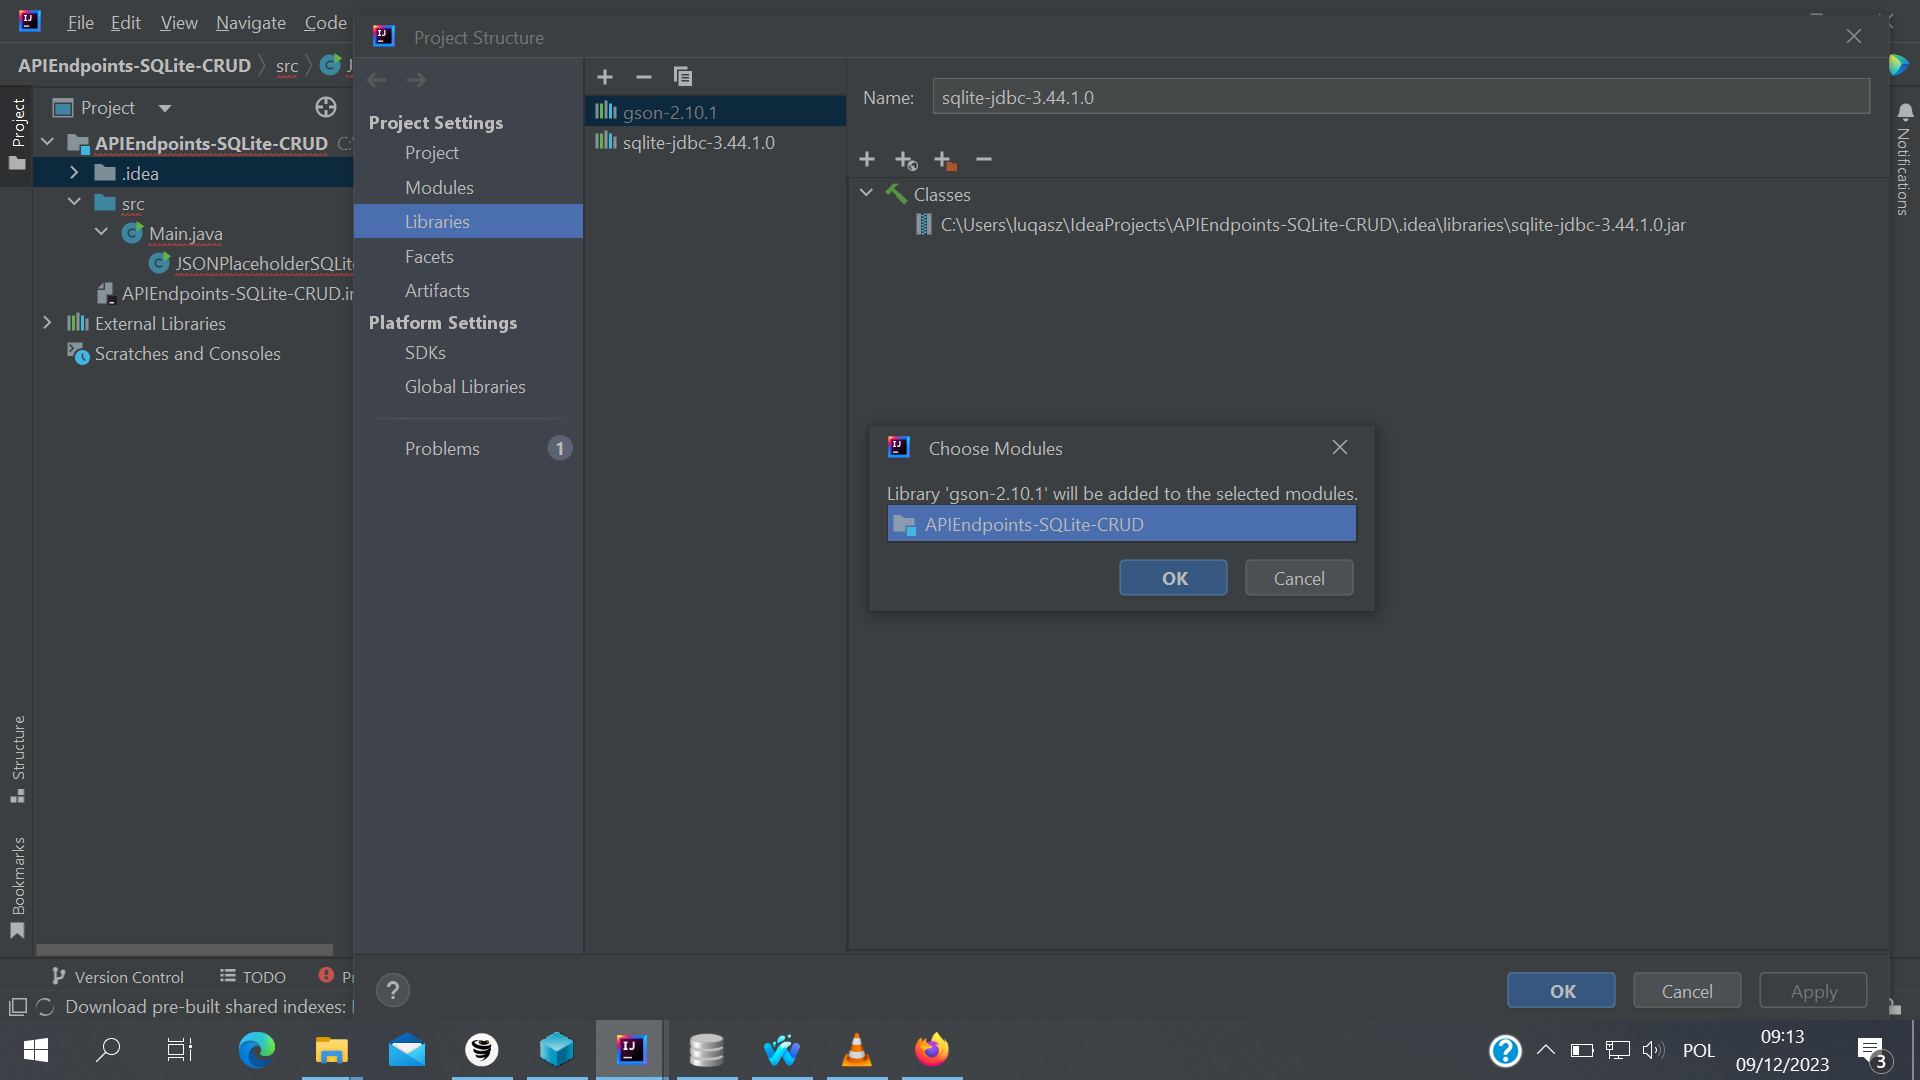 File Edit View Navigate Code
Project Structure
APIEndpoints-SQLite-CRUD src
Project
Project
APIEndpoints-SQLite-CRUD C:
.idea
src
Main.java
JSONPlaceholderSQLite
APIEndpoints-SQLite-CRUD.i
External Libraries
Scratches and Consoles
Structure
Bookmarks
Project Settings
Project
Modules
Libraries
Facets
Artifacts
Platform Settings
SDKs
Global Libraries
Problems 1
gson-2.10.1
sqlite-jdbc-3.44.1.0
Name: sqlite-jdbc-3.44.1.0
Classes
C:\Users\luqasz\IdeaProjects\APIEndpoints-SQLite-CRUD\.idea\libraries\sqlite-jdbc-3.44.1.0.jar
Choose Modules
Library 'gson-2.10.1' will be added to the selected modules.
APIEndpoints-SQLite-CRUD
OK Cancel
Notifications
? OK Cancel Apply
Version Control TODO P
Download pre-built shared indexes:
POL
09:13
09/12/2023
3